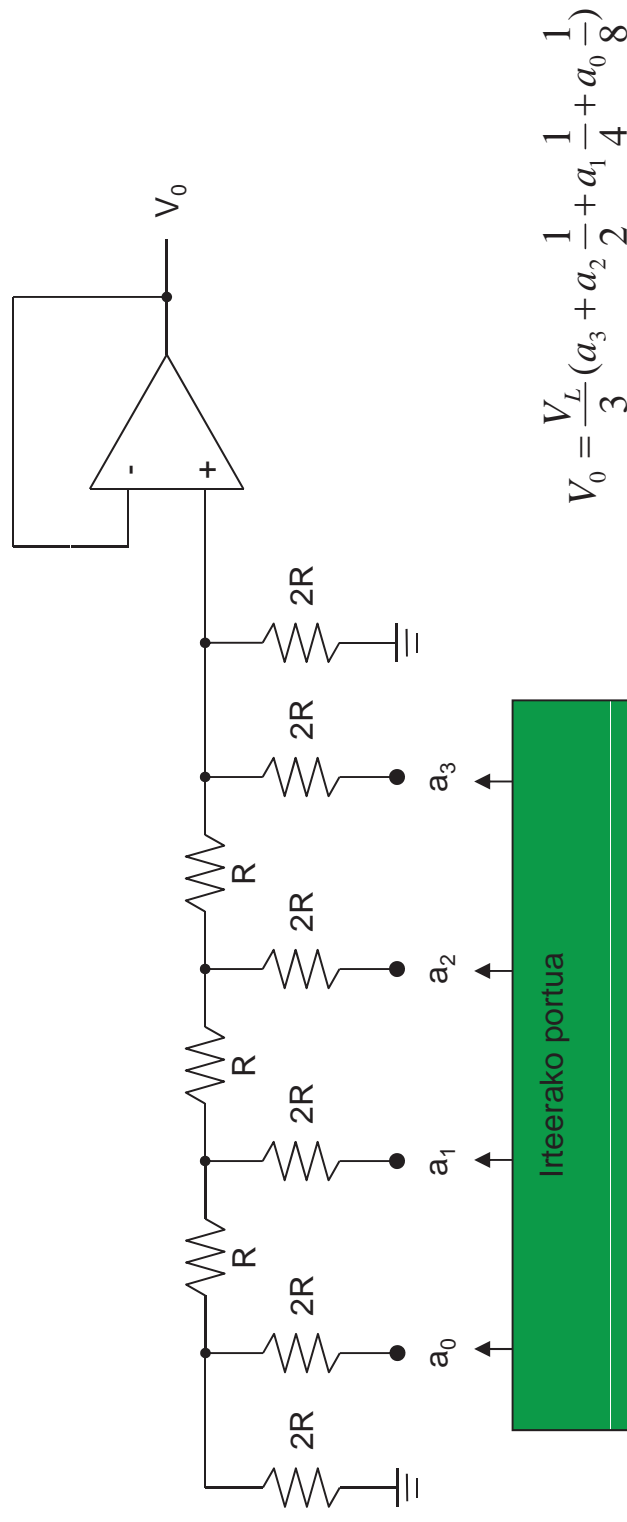 V₀
-
+
R R R
2R 2R 2R 2R 2R 2R
a₀ a₁ a₂ a₃
Irteerako portua
V₀ = V_L/3 (a₃ + a₂ 1/2 + a₁ 1/4 + a₀ 1/8)